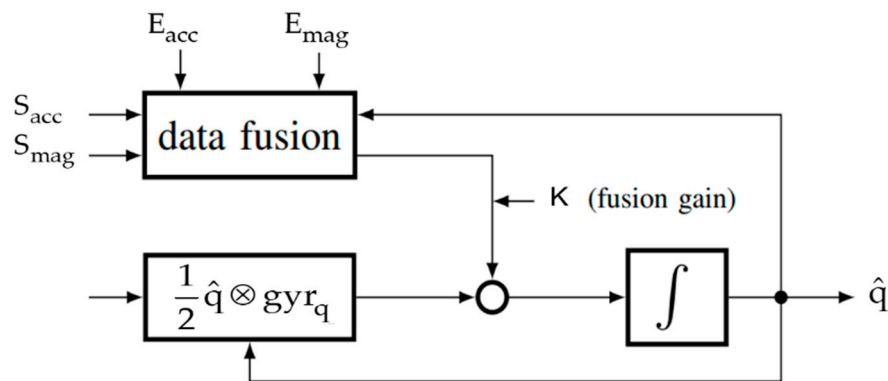 E_acc E_mag
S_acc
S_mag
data fusion
K (fusion gain)
1/2 q̂ ⊗ gyr_q
∫
q̂